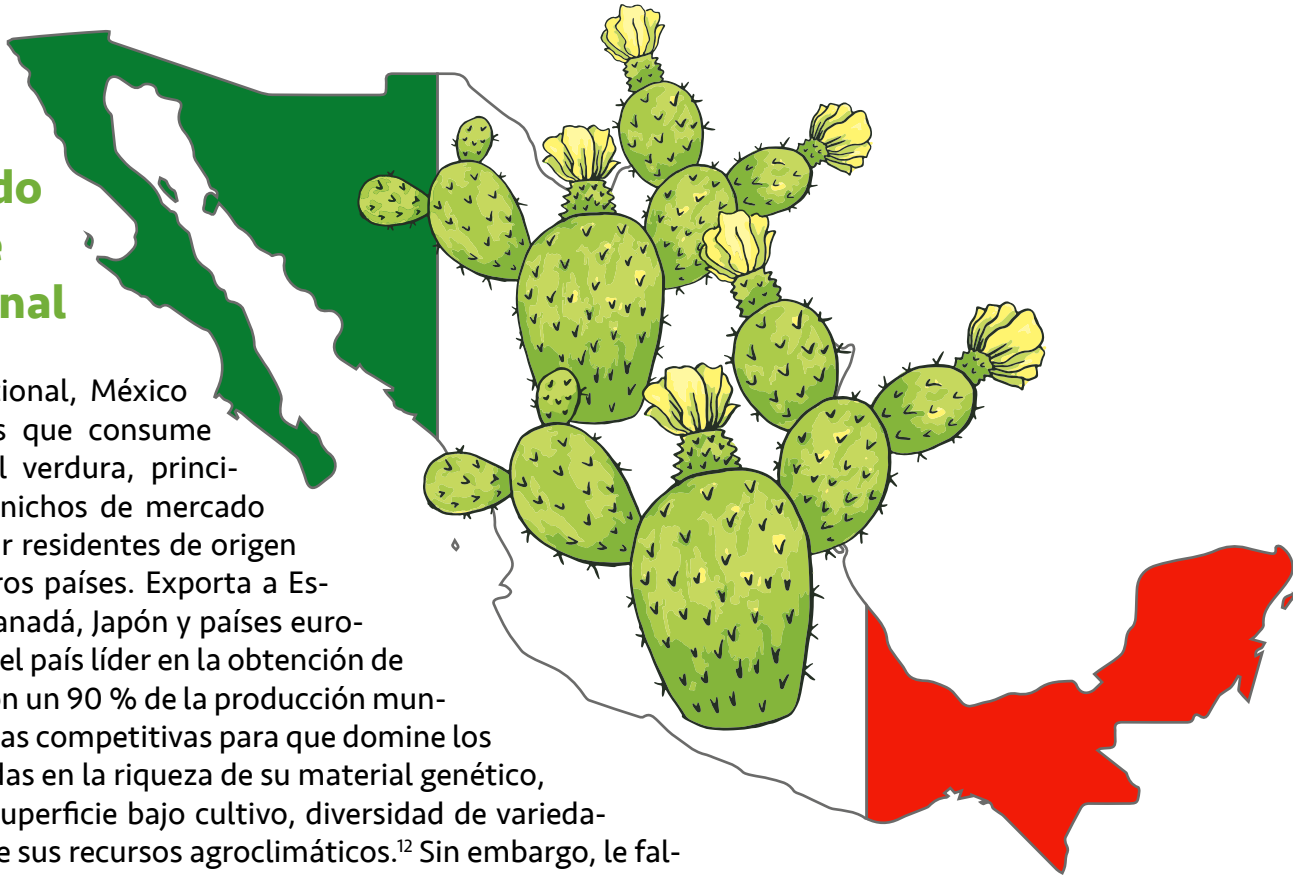 do
e
nal
ional, México
s que consume
l verdura, princi-
nichos de mercado
r residentes de origen
ros países. Exporta a Es-
anadá, Japón y países euro-
el país líder en la obtención de
on un 90 % de la producción mun-
as competitivas para que domine los
das en la riqueza de su material genético,
uperficie bajo cultivo, diversidad de varieda-
e sus recursos agroclimáticos.¹² Sin embargo, le fal-